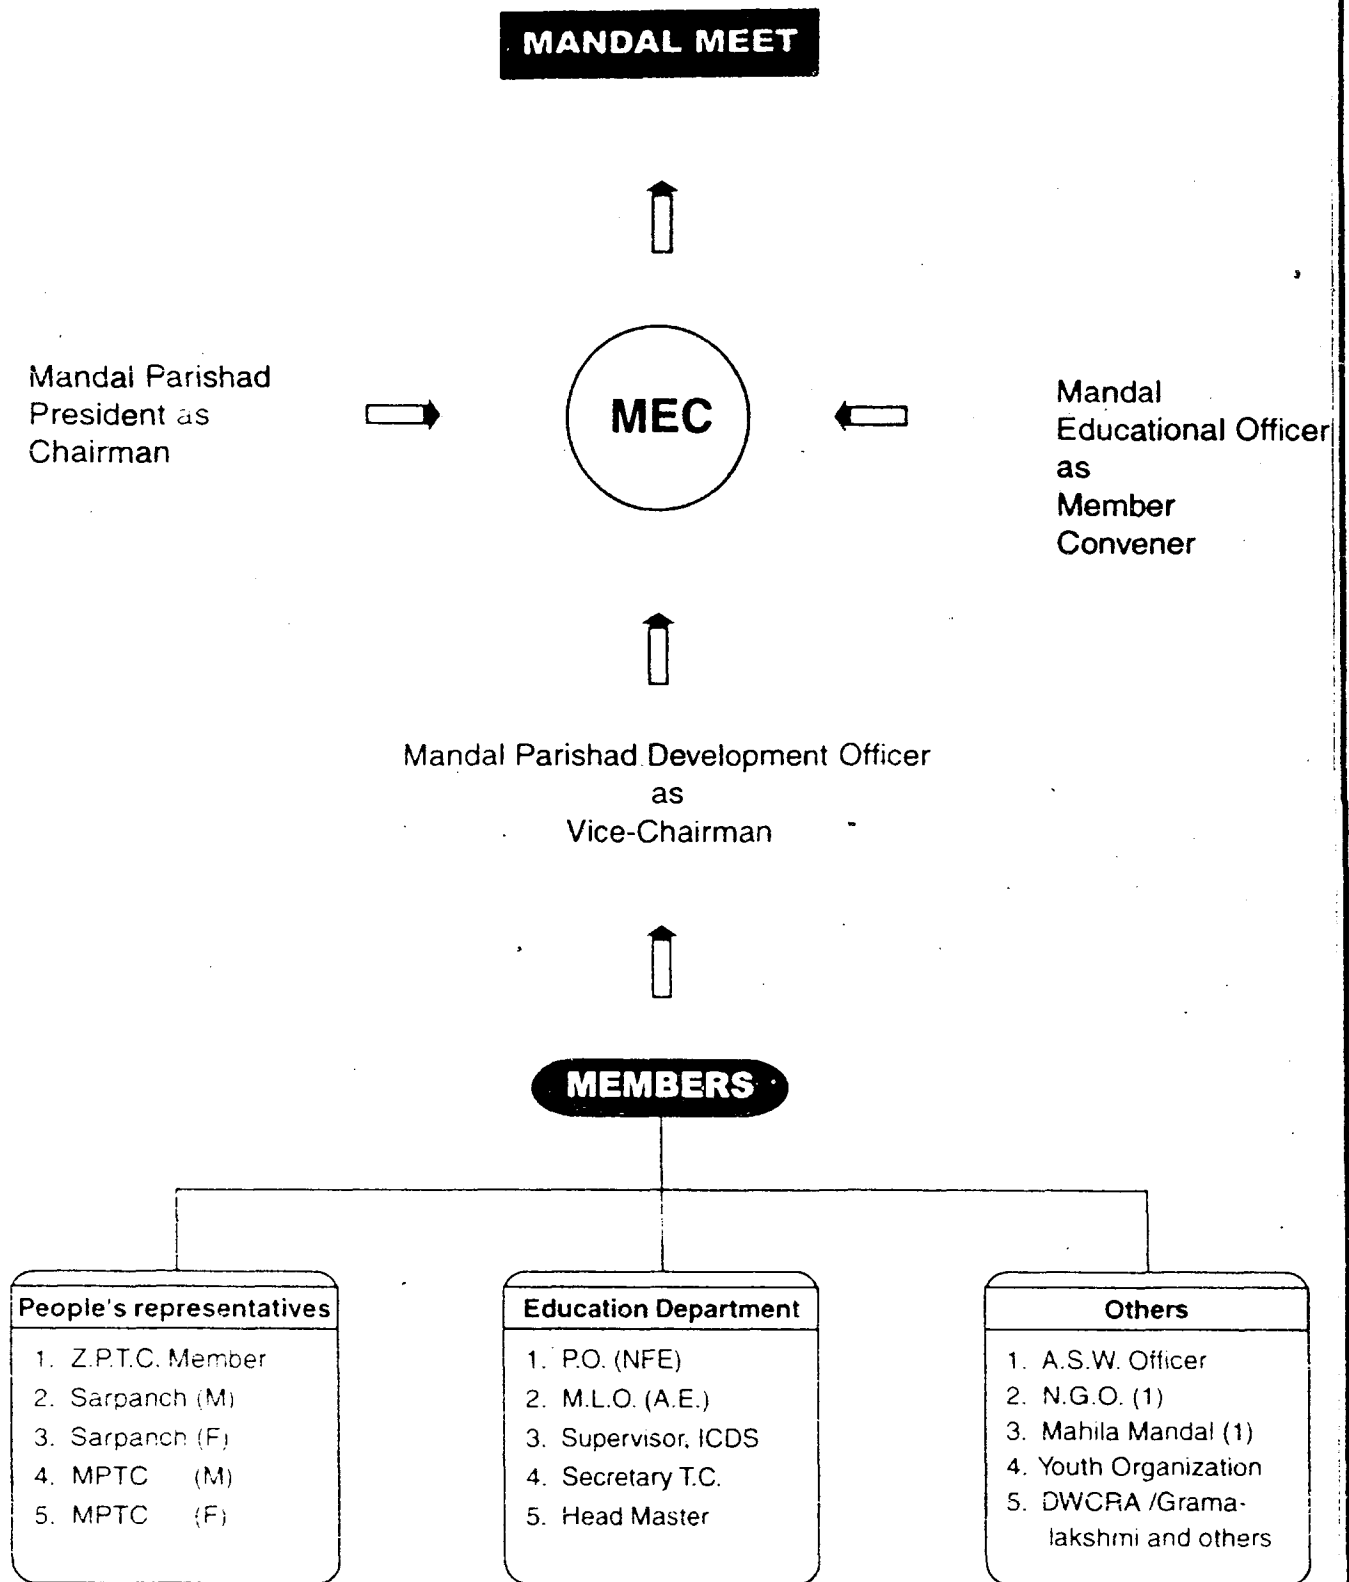 MANDAL MEET
Mandal Parishad
President as
Chairman
MEC
Mandal
Educational Officer
as
Member
Convener
Mandal Parishad Development Officer
as
Vice-Chairman
MEMBERS
People's representatives
1. Z.P.T.C. Member
2. Sarpanch (M)
3. Sarpanch (F)
4. MPTC (M)
5. MPTC (F)
Education Department
1. P.O. (NFE)
2. M.L.O. (A.E.)
3. Supervisor, ICDS
4. Secretary T.C.
5. Head Master
Others
1. A.S.W. Officer
2. N.G.O. (1)
3. Mahila Mandal (1)
4. Youth Organization
5. DWCRA /Grama-
lakshmi and others